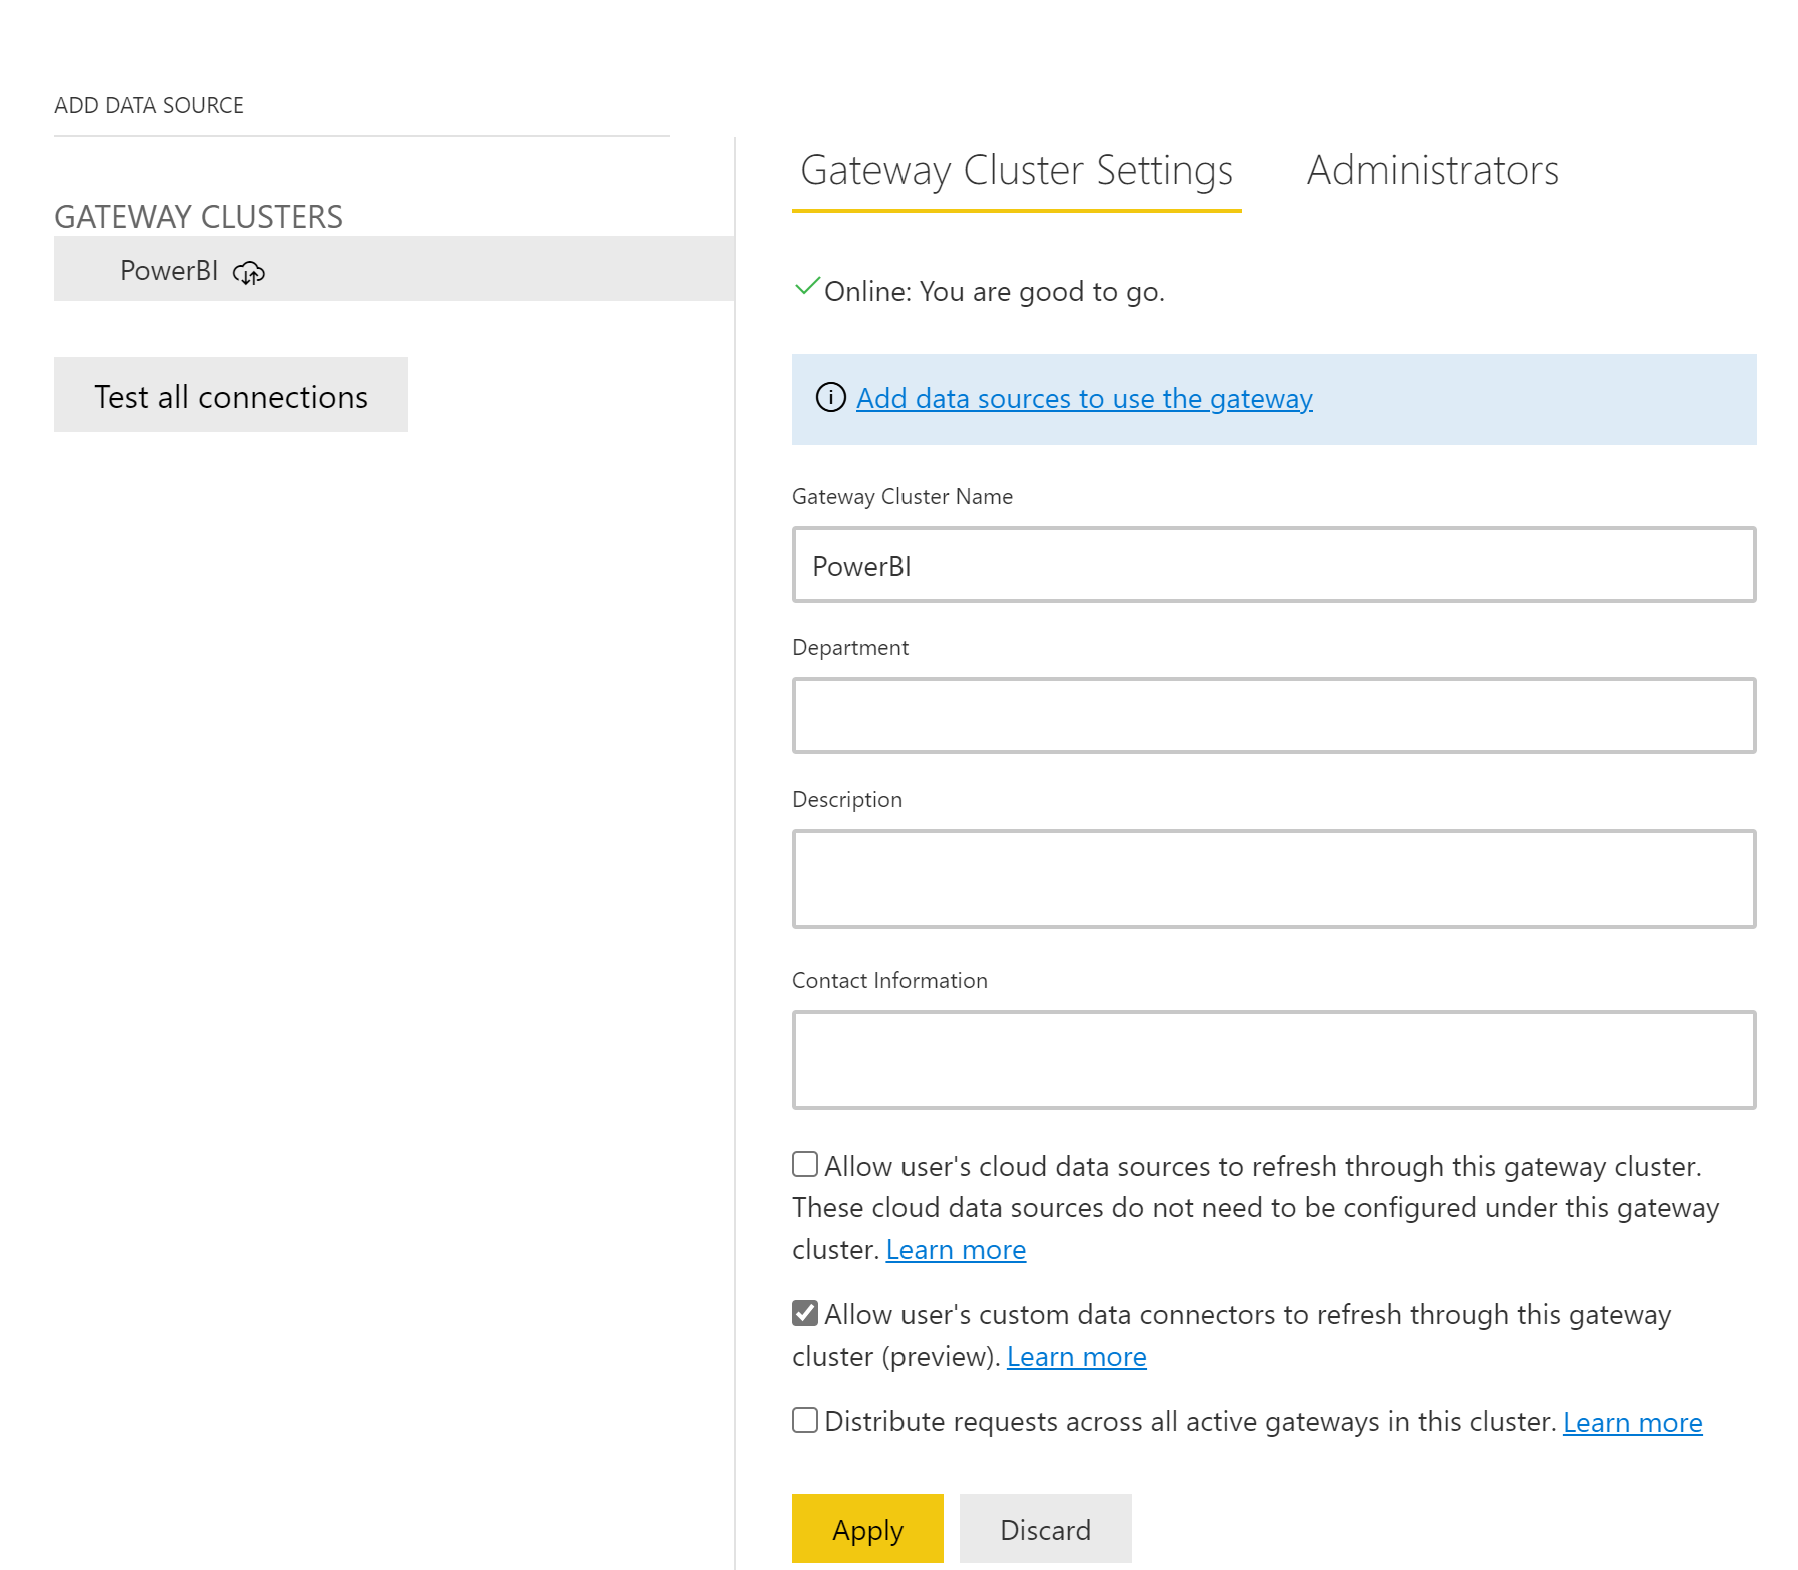 ADD DATA SOURCE
GATEWAY CLUSTERS
PowerBI
Test all connections
Gateway Cluster Settings
Administrators
Online: You are good to go.
Add data sources to use the gateway
Gateway Cluster Name
PowerBI
Department
Description
Contact Information
Allow user's cloud data sources to refresh through this gateway cluster.
These cloud data sources do not need to be configured under this gateway
cluster. Learn more
Allow user's custom data connectors to refresh through this gateway
cluster (preview). Learn more
Distribute requests across all active gateways in this cluster. Learn more
Apply
Discard